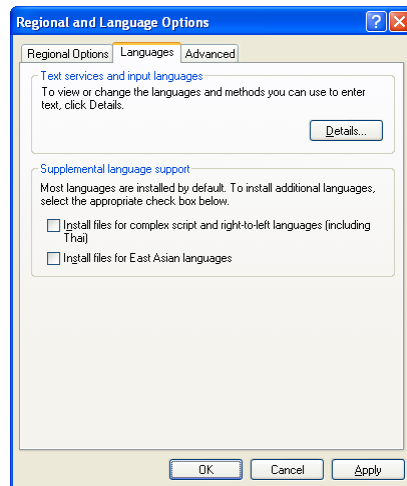 Regional and Language Options
Regional Options Languages Advanced
Text services and input languages
To view or change the languages and methods you can use to enter
text, click Details.
Details...
Supplemental language support
Most languages are installed by default. To install additional languages,
select the appropriate check box below.
Install files for complex script and right-to-left languages (including
Thai)
Install files for East Asian languages
OK Cancel Apply